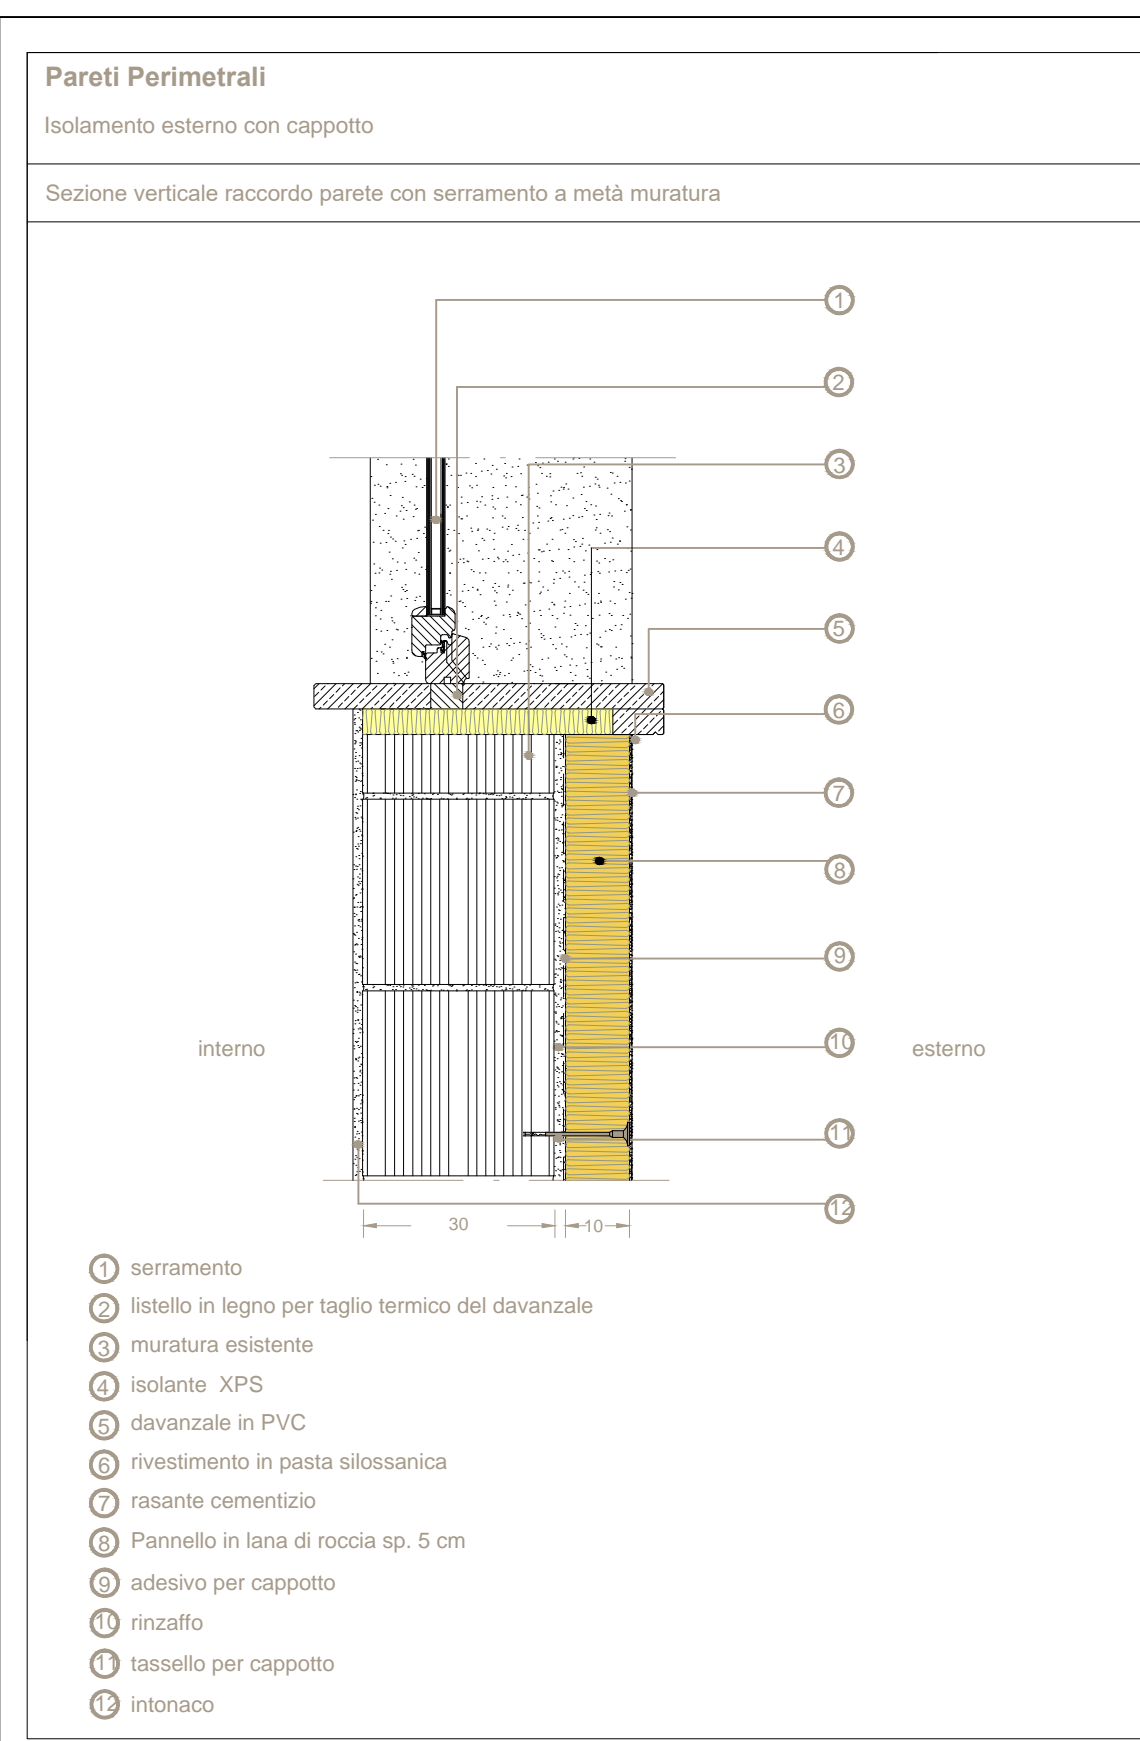 Pareti Perimetrali
Isolamento esterno con cappotto
Sezione verticale raccordo parete con serramento a metà muratura
1
2
3
4
5
6
7
8
9
10
11
12
interno
esterno
30
10
1 serramento
2 listello in legno per taglio termico del davanzale
3 muratura esistente
4 isolante XPS
5 davanzale in PVC
6 rivestimento in pasta silossanica
7 rasante cementizio
8 Pannello in lana di roccia sp. 5 cm
9 adesivo per cappotto
10 rinzaffo
11 tassello per cappotto
12 intonaco